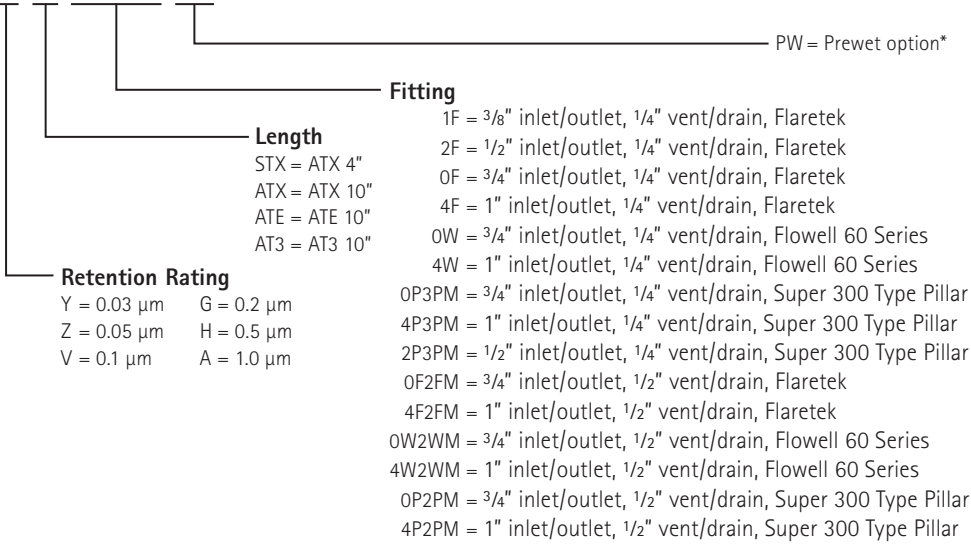 PW = Prewet option*
Fitting
1F = 3/8" inlet/outlet, 1/4" vent/drain, Flaretek
2F = 1/2" inlet/outlet, 1/4" vent/drain, Flaretek
0F = 3/4" inlet/outlet, 1/4" vent/drain, Flaretek
4F = 1" inlet/outlet, 1/4" vent/drain, Flaretek
0W = 3/4" inlet/outlet, 1/4" vent/drain, Flowell 60 Series
4W = 1" inlet/outlet, 1/4" vent/drain, Flowell 60 Series
0P3PM = 3/4" inlet/outlet, 1/4" vent/drain, Super 300 Type Pillar
4P3PM = 1" inlet/outlet, 1/4" vent/drain, Super 300 Type Pillar
2P3PM = 1/2" inlet/outlet, 1/4" vent/drain, Super 300 Type Pillar
0F2FM = 3/4" inlet/outlet, 1/2" vent/drain, Flaretek
4F2FM = 1" inlet/outlet, 1/2" vent/drain, Flaretek
0W2WM = 3/4" inlet/outlet, 1/2" vent/drain, Flowell 60 Series
4W2WM = 1" inlet/outlet, 1/2" vent/drain, Flowell 60 Series
0P2PM = 3/4" inlet/outlet, 1/2" vent/drain, Super 300 Type Pillar
4P2PM = 1" inlet/outlet, 1/2" vent/drain, Super 300 Type Pillar
Length
STX = ATX 4"
ATX = ATX 10"
ATE = ATE 10"
AT3 = AT3 10"
Retention Rating
Y = 0.03 µm G = 0.2 µm
Z = 0.05 µm H = 0.5 µm
V = 0.1 µm A = 1.0 µm